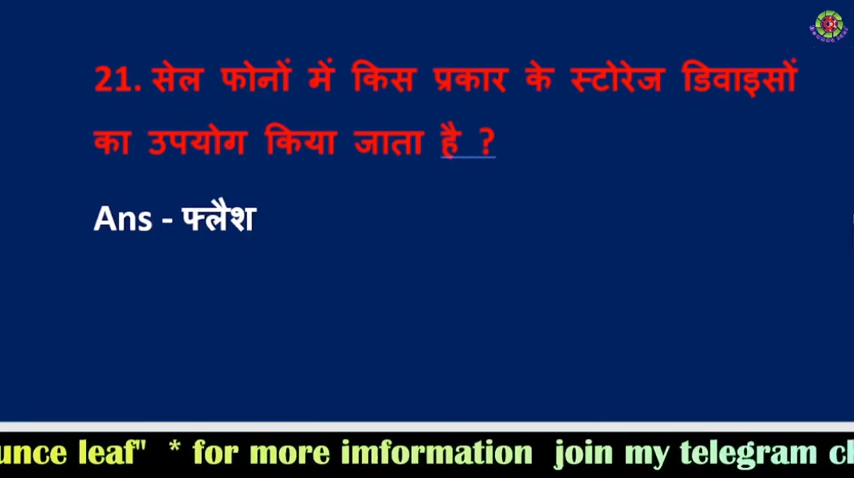 21. सेल फोनों में किस प्रकार के स्टोरेज डिवाइसों
का उपयोग किया जाता है ?
Ans - फ्लैश
unce leaf" * for more imformation join my telegram ch